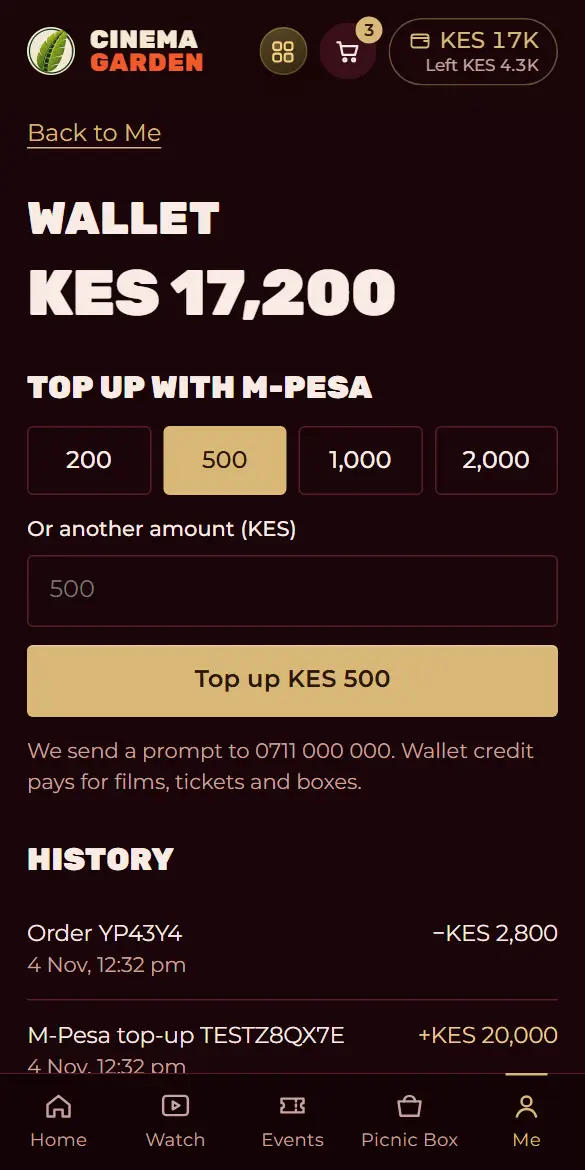 CINEMA
GARDEN
3
KES 17K
Left KES 4.3K
Back to Me
WALLET
KES 17,200
TOP UP WITH M-PESA
200
500
1,000
2,000
Or another amount (KES)
500
Top up KES 500
We send a prompt to 0711 000 000. Wallet credit
pays for films, tickets and boxes.
HISTORY
Order YP43Y4
−KES 2,800
4 Nov, 12:32 pm
M-Pesa top-up TESTZ8QX7E
+KES 20,000
4 Nov, 12:32 pm
Home
Watch
Events
Picnic Box
Me